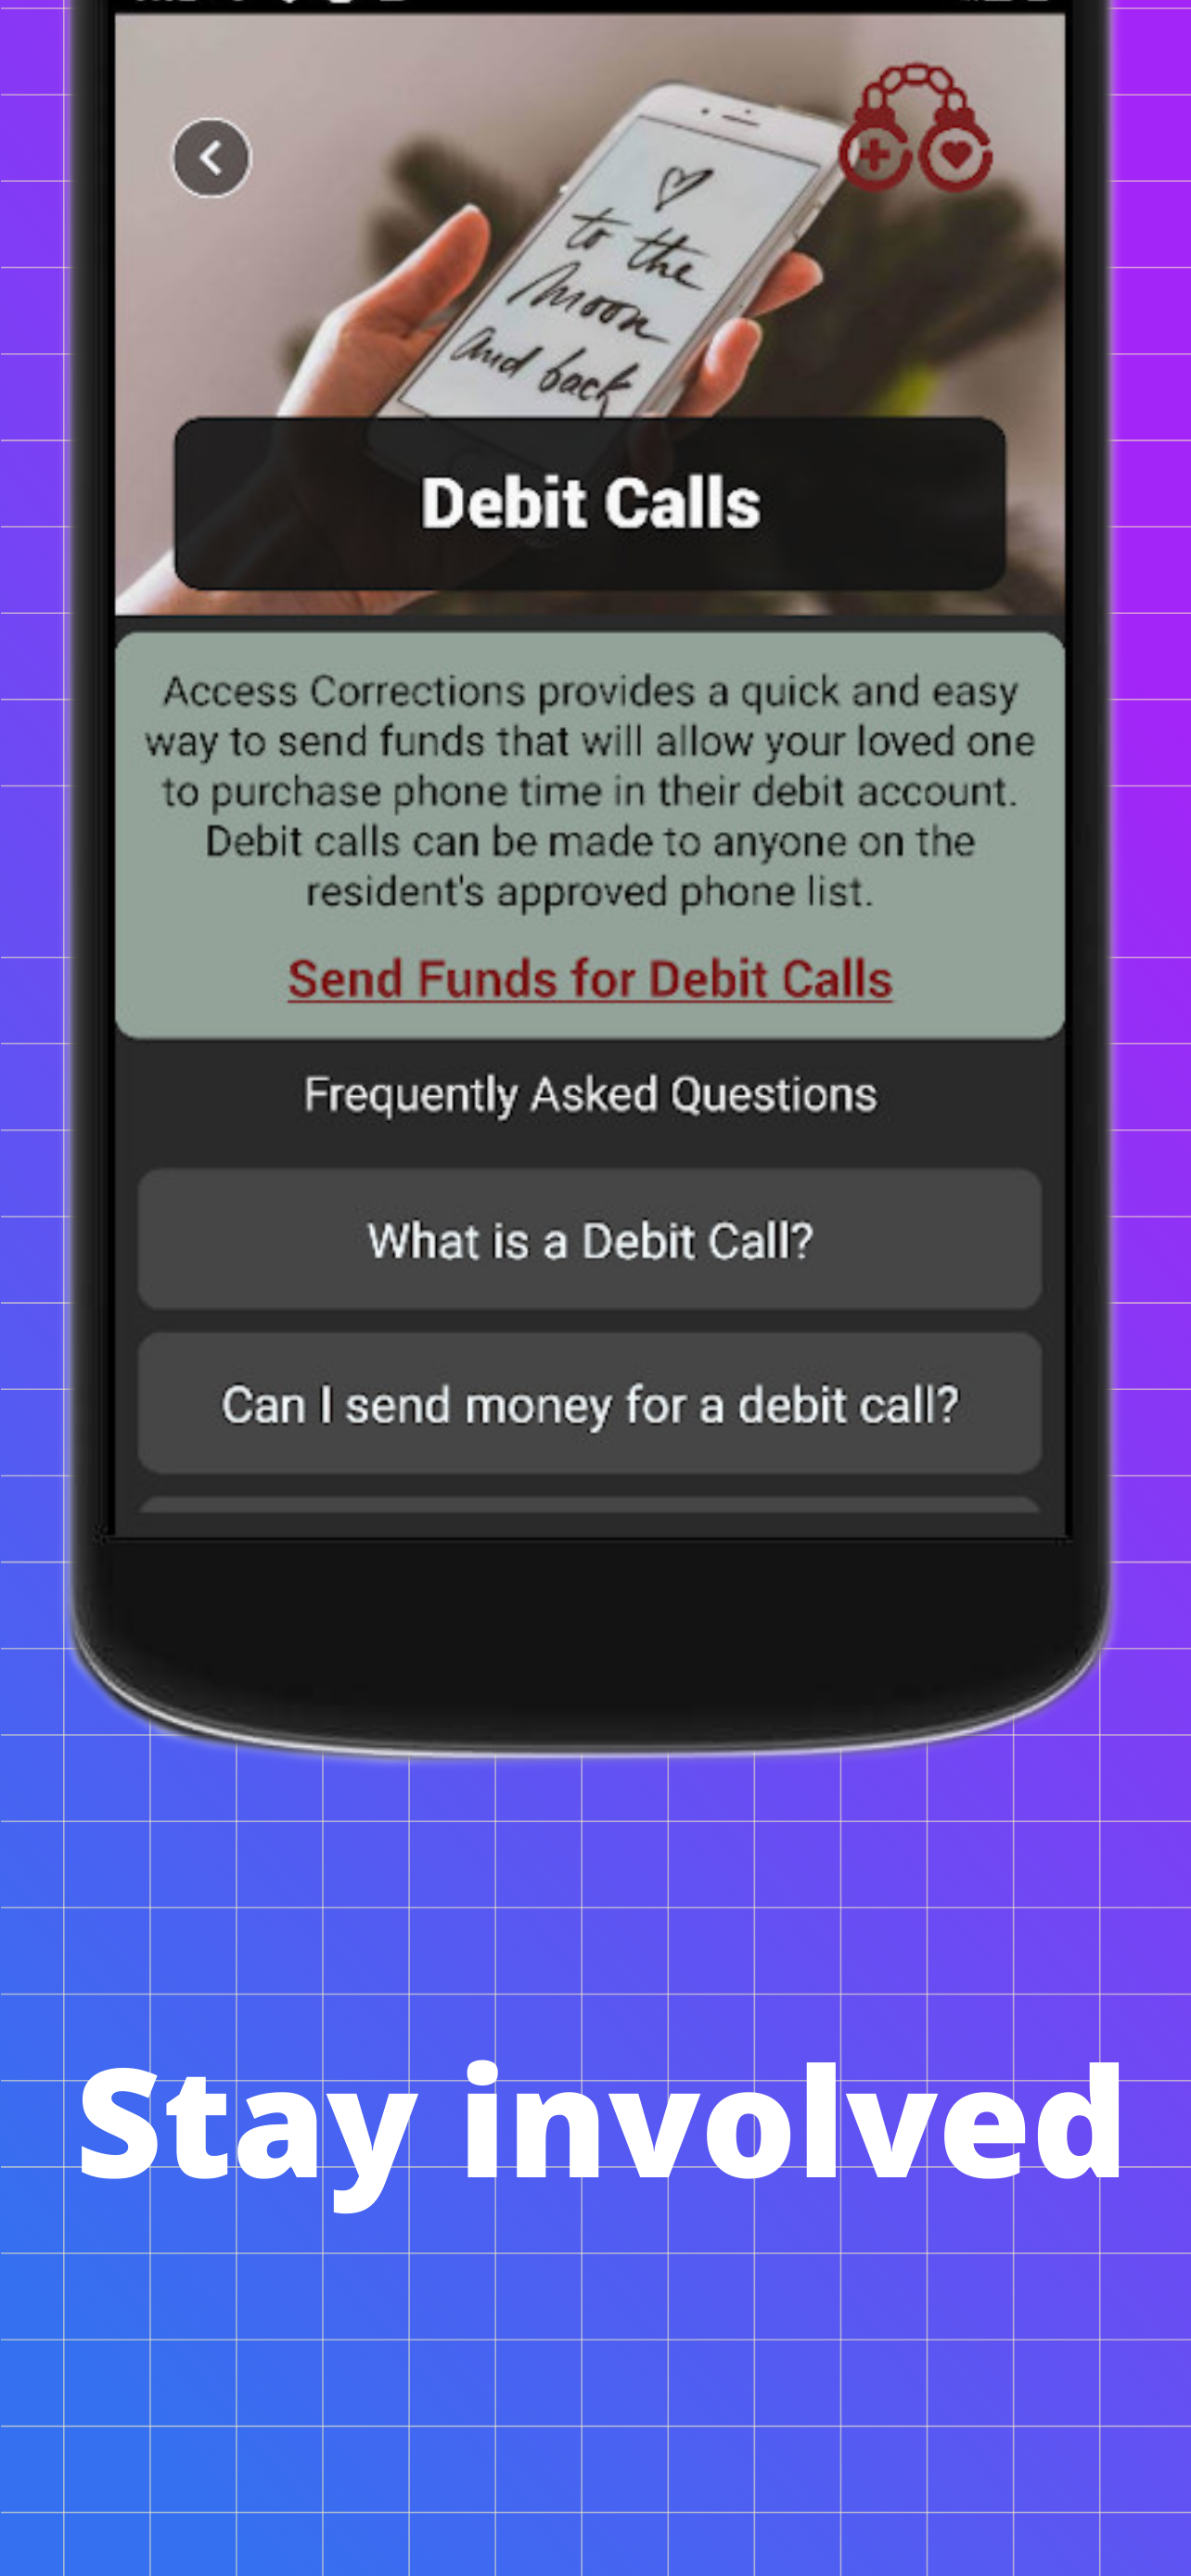 to the
moon
and back
Debit Calls
Access Corrections provides a quick and easy
way to send funds that will allow your loved one
to purchase phone time in their debit account.
Debit calls can be made to anyone on the
resident's approved phone list.
Send Funds for Debit Calls
Frequently Asked Questions
What is a Debit Call?
Can I send money for a debit call?
Stay involved